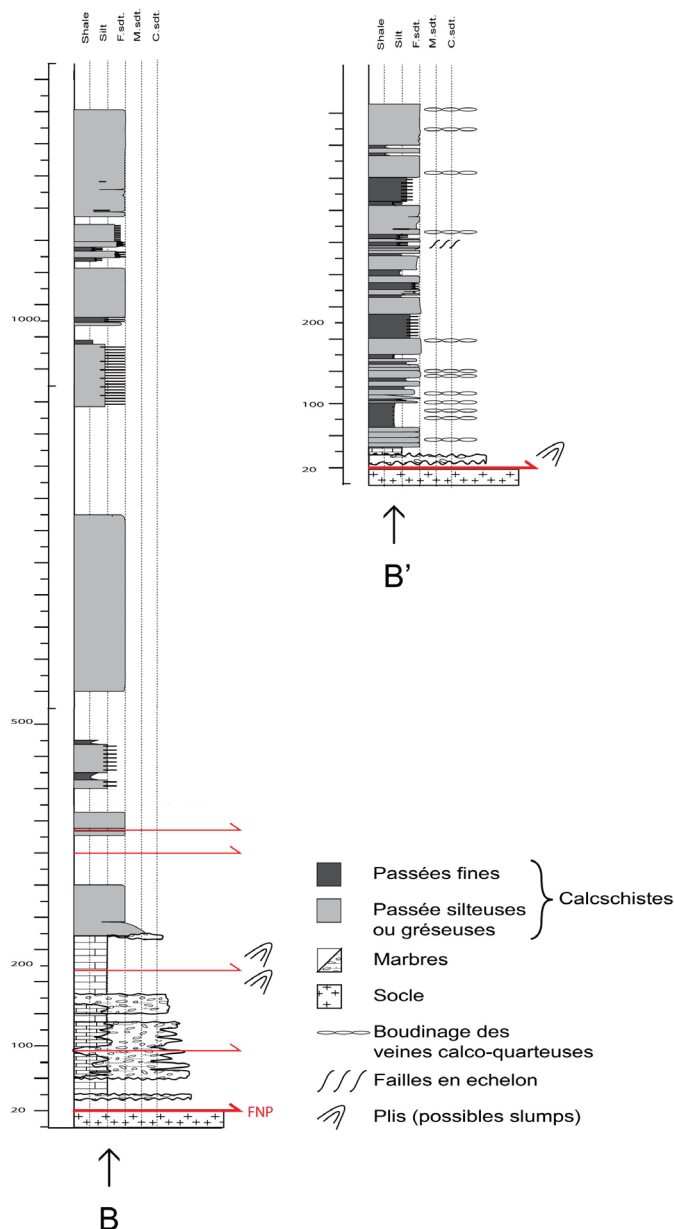 Shale Silt F.sdt. M.sdt. C.sdt.
Shale Silt F.sdt. M.sdt. C.sdt.
1000
500
200
100
20
FNP
B
200
100
20
B’
Passées fines
Passée silteuses
ou gréseuses
Calcschistes
Marbres
Socle
Boudinage des
veines calco-quarteuses
Failles en echelon
Plis (possibles slumps)